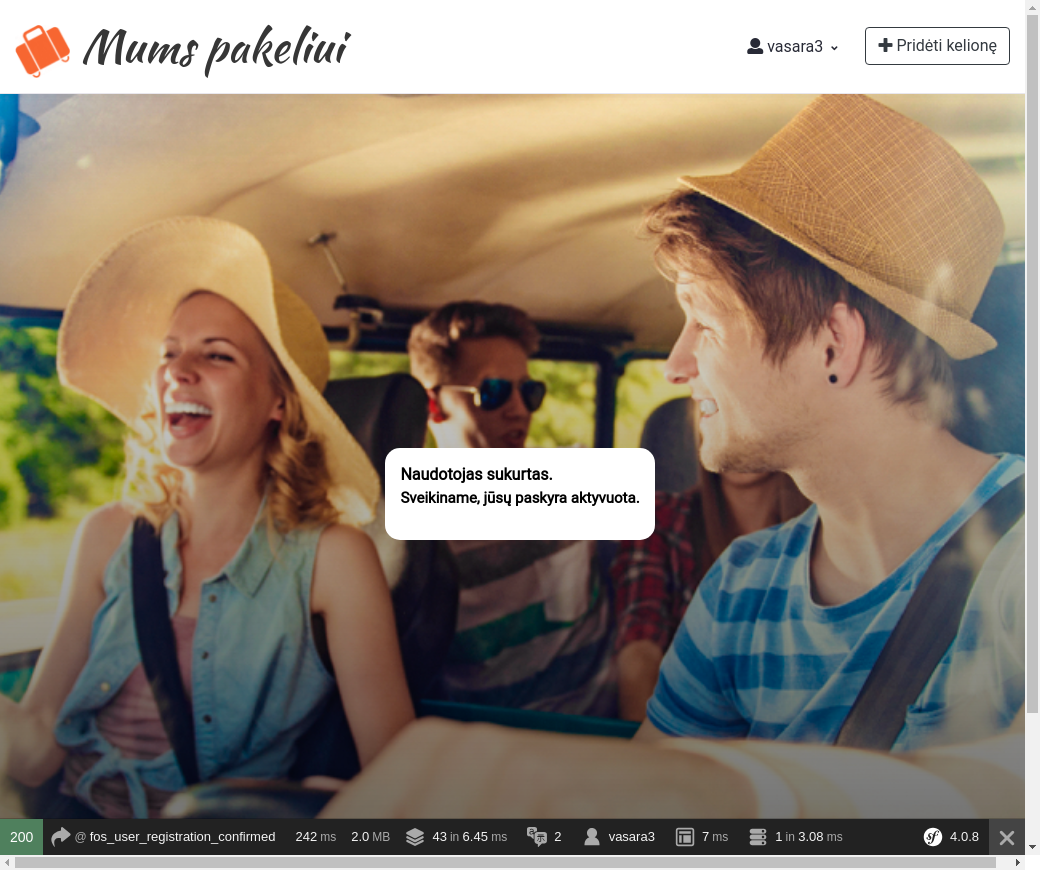 Mums pakeliui
vasara3
Pridėti kelionę
Naudotojas sukurtas.
Sveikiname, jūsų paskyra aktyvuota.
200 @ fos_user_registration_confirmed 242 ms 2.0 MB 43 in 6.45 ms 2 vasara3 7 ms 1 in 3.08 ms sf 4.0.8